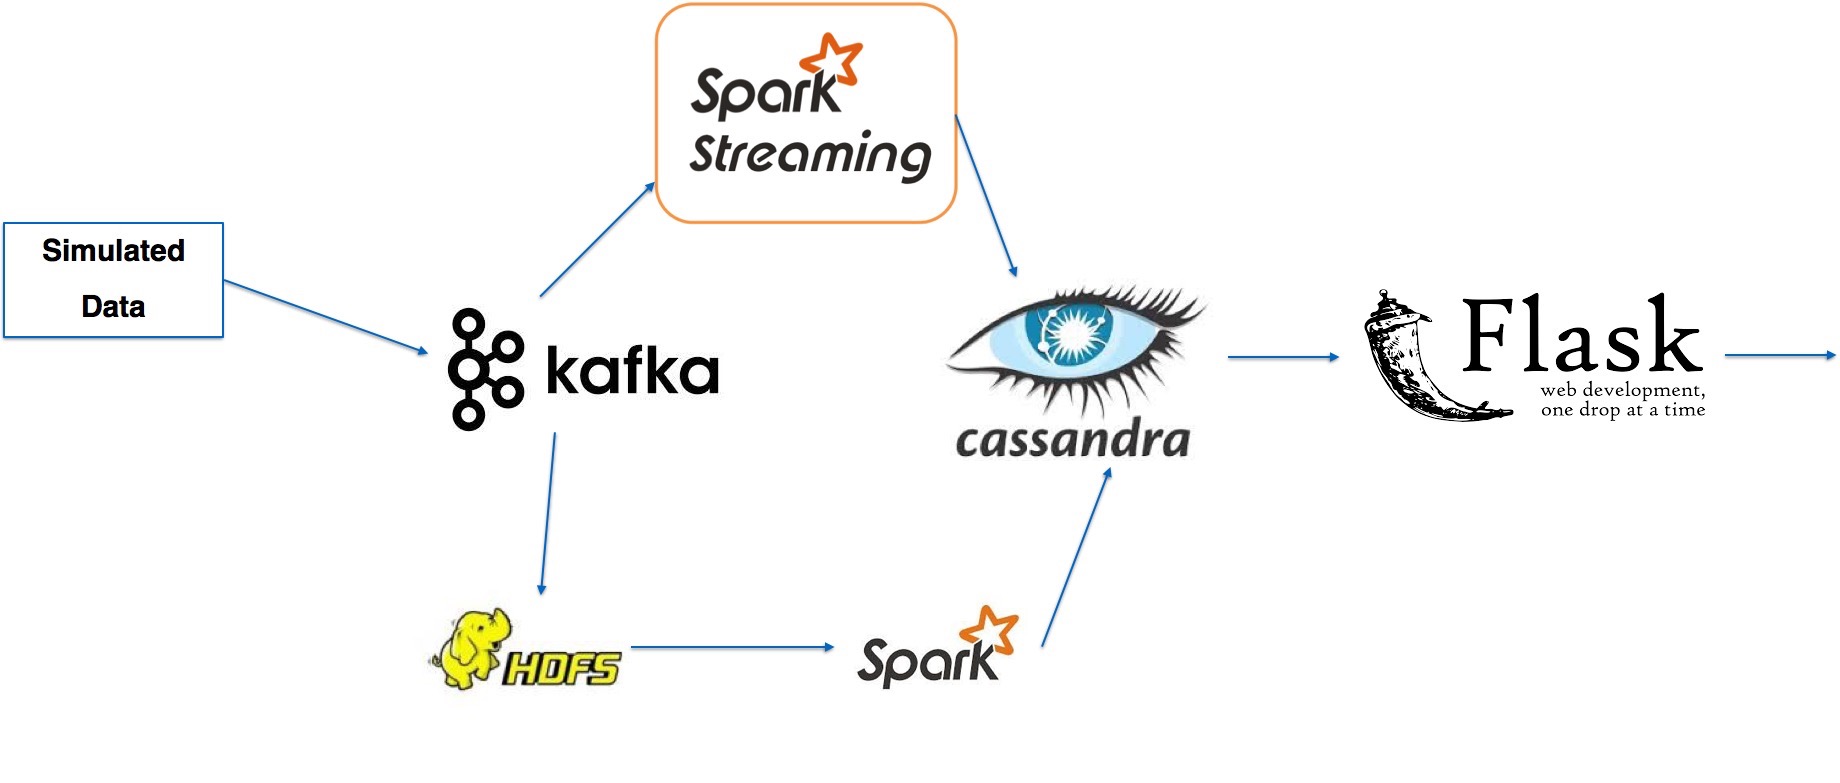 Spark
Streaming
Simulated
Data
kafka
cassandra
Flask
web development,
one drop at a time
HDFS
Spark